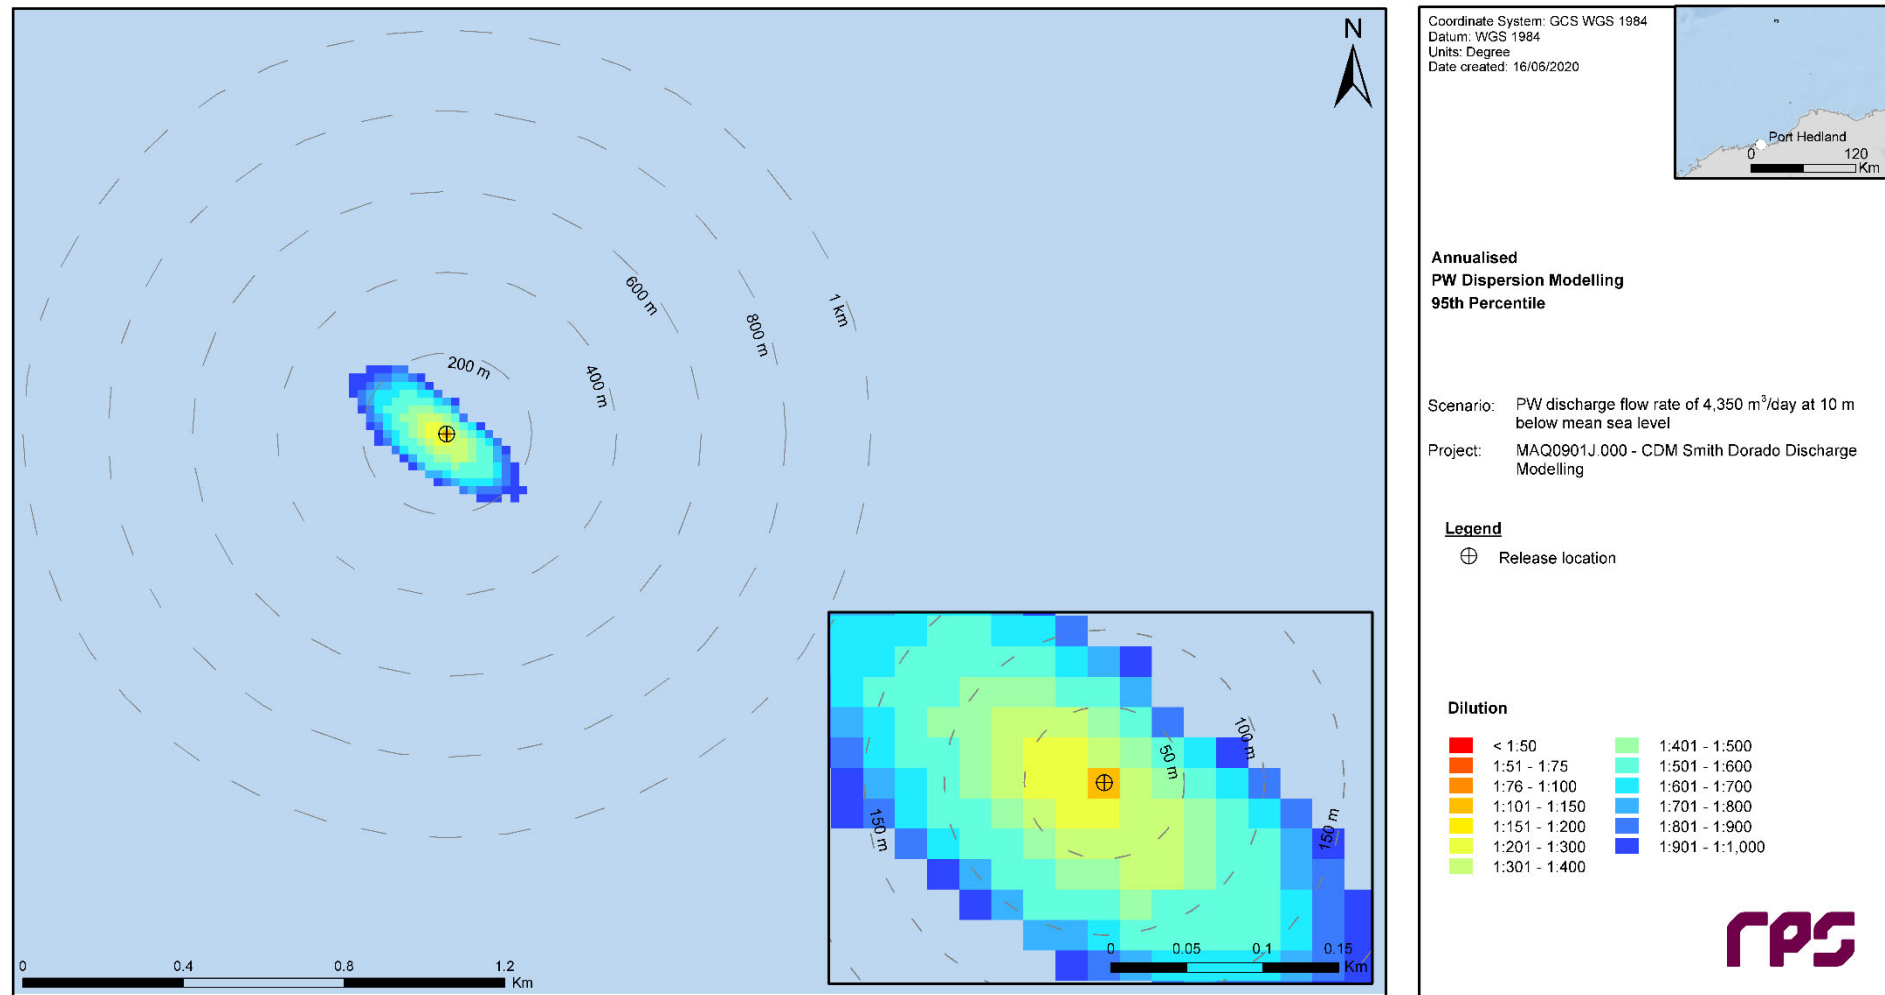 N
200 m
400 m
600 m
800 m
1 km
0 0.4 0.8 1.2
Km
50 m
100 m
150 m
150 m
0 0.05 0.1 0.15
Km
Coordinate System: GCS WGS 1984
Datum: WGS 1984
Units: Degree
Date created: 16/06/2020
Port Hedland
0 120
Km
Annualised
PW Dispersion Modelling
95th Percentile
Scenario: PW discharge flow rate of 4,350 m³/day at 10 m
below mean sea level
Project: MAQ0901J.000 - CDM Smith Dorado Discharge
Modelling
Legend
Release location
Dilution
< 1:50
1:51 - 1:75
1:76 - 1:100
1:101 - 1:150
1:151 - 1:200
1:201 - 1:300
1:301 - 1:400
1:401 - 1:500
1:501 - 1:600
1:601 - 1:700
1:701 - 1:800
1:801 - 1:900
1:901 - 1:1,000
rps